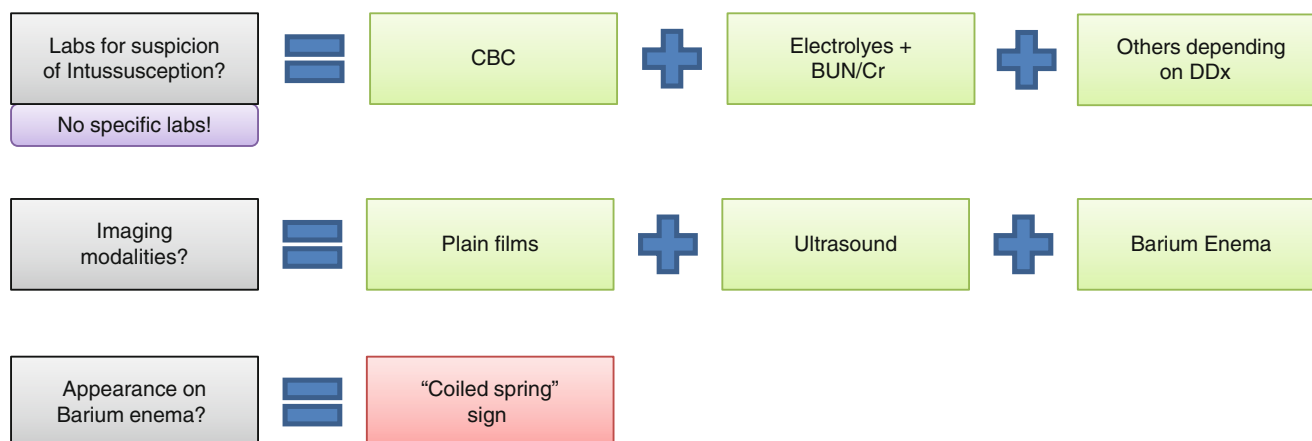 Labs for suspicion
of Intussusception?
CBC
Electrolyes +
BUN/Cr
Others depending
on DDx
No specific labs!
Imaging
modalities?
Plain films
Ultrasound
Barium Enema
Appearance on
Barium enema?
“Coiled spring”
sign